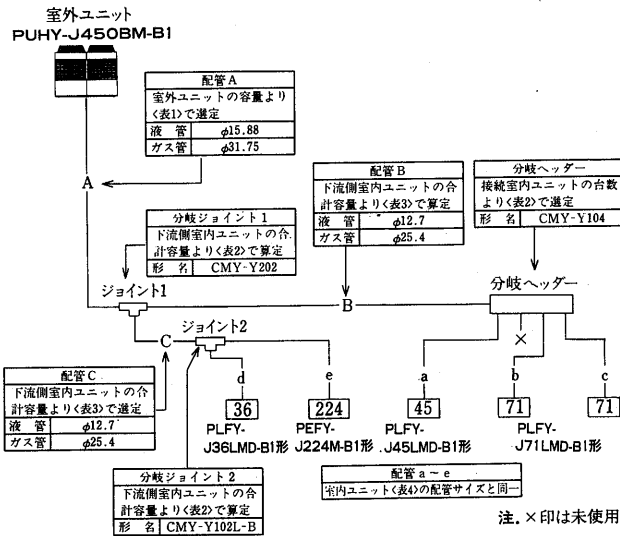 室外ユニット
PUHY-J450BM-B1
配管A
室外ユニットの容量より
<表1>で選定
液 管 φ15.88
ガス管 φ31.75
A
配管B
下流側室内ユニットの合
計容量より<表3>で算定
液 管 φ12.7
ガス管 φ25.4
分岐ヘッダー
接続室内ユニットの台数
より<表2>で選定
形 名 CMY-Y104
分岐ジョイント1
下流側室内ユニットの合
計容量より<表2>で算定
形 名 CMY-Y202
ジョイント1
B
分岐ヘッダー
C
ジョイント2
×
d e a b c
配管C
下流側室内ユニットの合
計容量より<表3>で選定
液 管 φ12.7
ガス管 φ25.4
36 224 45 71 71
PLFY- PEFY- PLFY- PLFY-
J36LMD-B1形 J224M-B1形 J45LMD-B1形 J71LMD-B1形
分岐ジョイント2
下流側室内ユニットの合
計容量より<表2>で算定
形 名 CMY-Y102L-B
配管a~e
室内ユニット<表4>の配管サイズと同一
注.×印は未使用